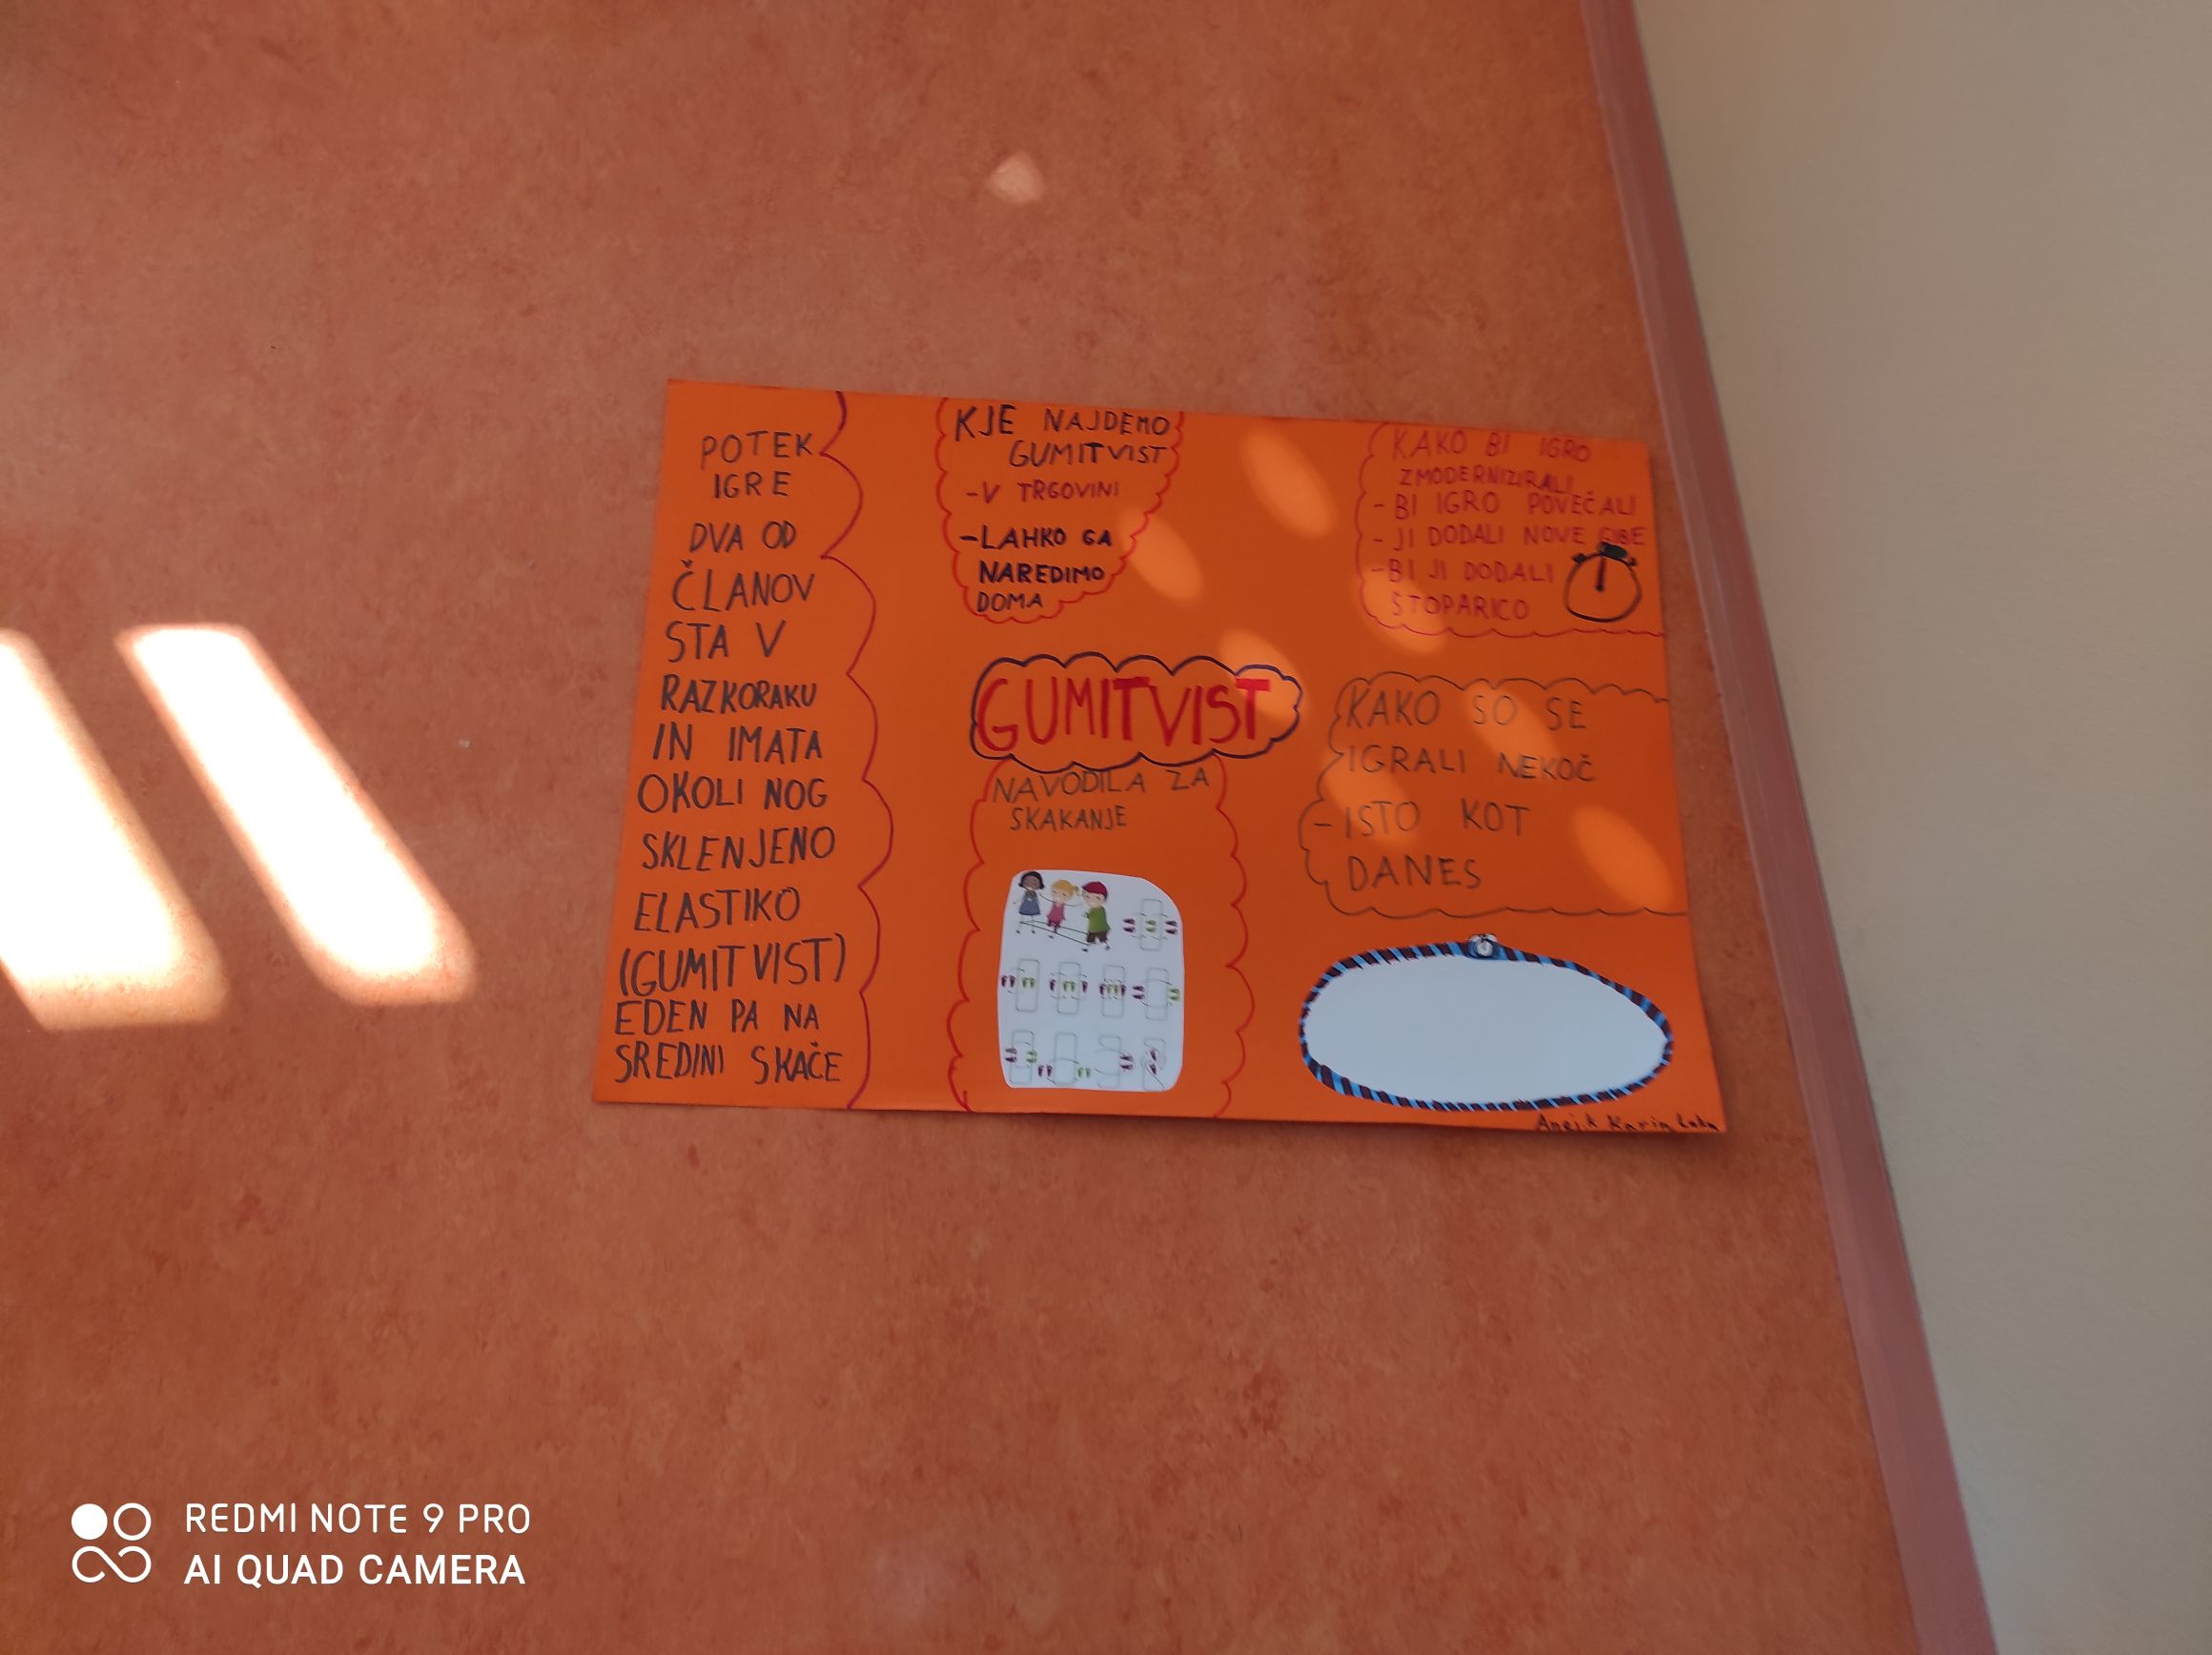 POTEK
IGRE
DVA OD
ČLANOV
STA V
RAZKORAKU
IN IMATA
OKOLI NOG
SKLENJENO
ELASTIKO
(GUMITVIST)
EDEN PA NA
SREDINI SKAČE
KJE NAJDEMO
GUMITVIST
-V TRGOVINI
-LAHKO GA
NAREDIMO
DOMA
GUMITVIST
NAVODILA ZA
SKAKANJE
KAKO BI IGRO
ZMODERNIZIRALI
- BI IGRO POVEČALI
- JI DODALI NOVE GIBE
-BI JI DODALI
ŠTOPARICO
KAKO SO SE
IGRALI NEKOČ
-ISTO KOT
DANES
Karin
REDMI NOTE 9 PRO
AI QUAD CAMERA